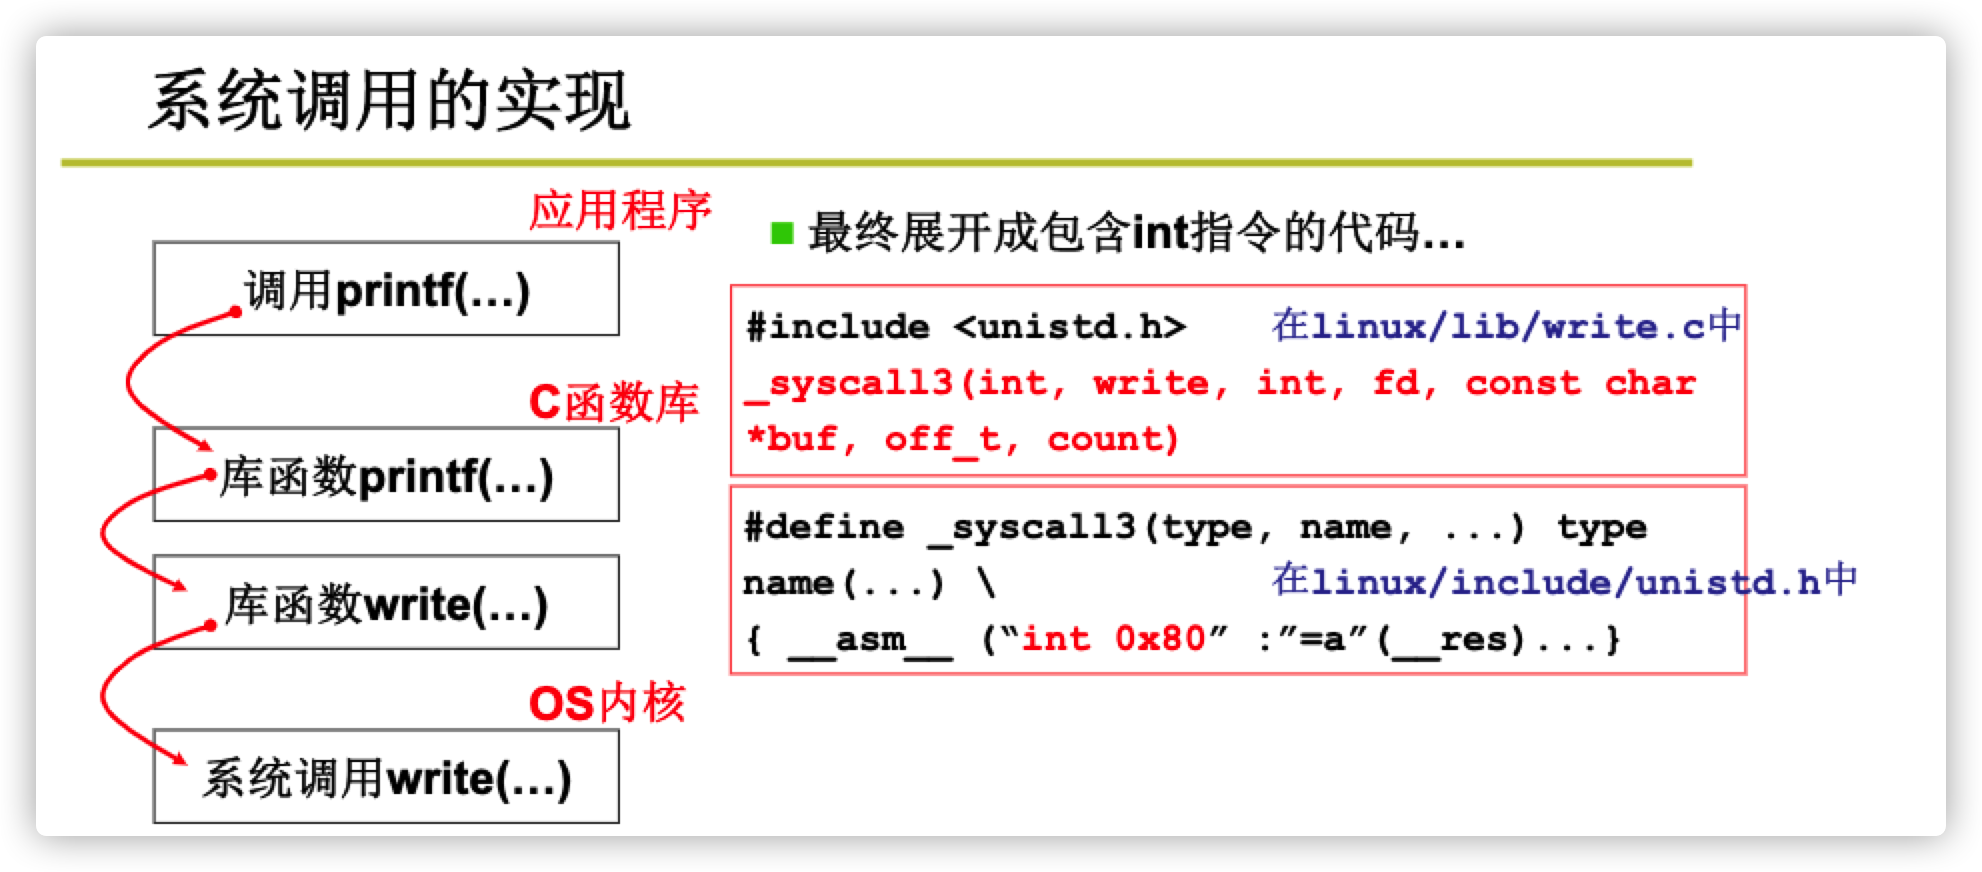 系统调用的实现
应用程序
调用printf(...)
C函数库
库函数printf(...)
库函数write(...)
OS内核
系统调用write(...)
■ 最终展开成包含int指令的代码...
#include <unistd.h> 在linux/lib/write.c中
_syscall3(int, write, int, fd, const char
*buf, off_t, count)
#define _syscall3(type, name, ...) type
name(...) \ 在linux/include/unistd.h中
{ __asm__ (“int 0x80” :”=a”(__res)...}